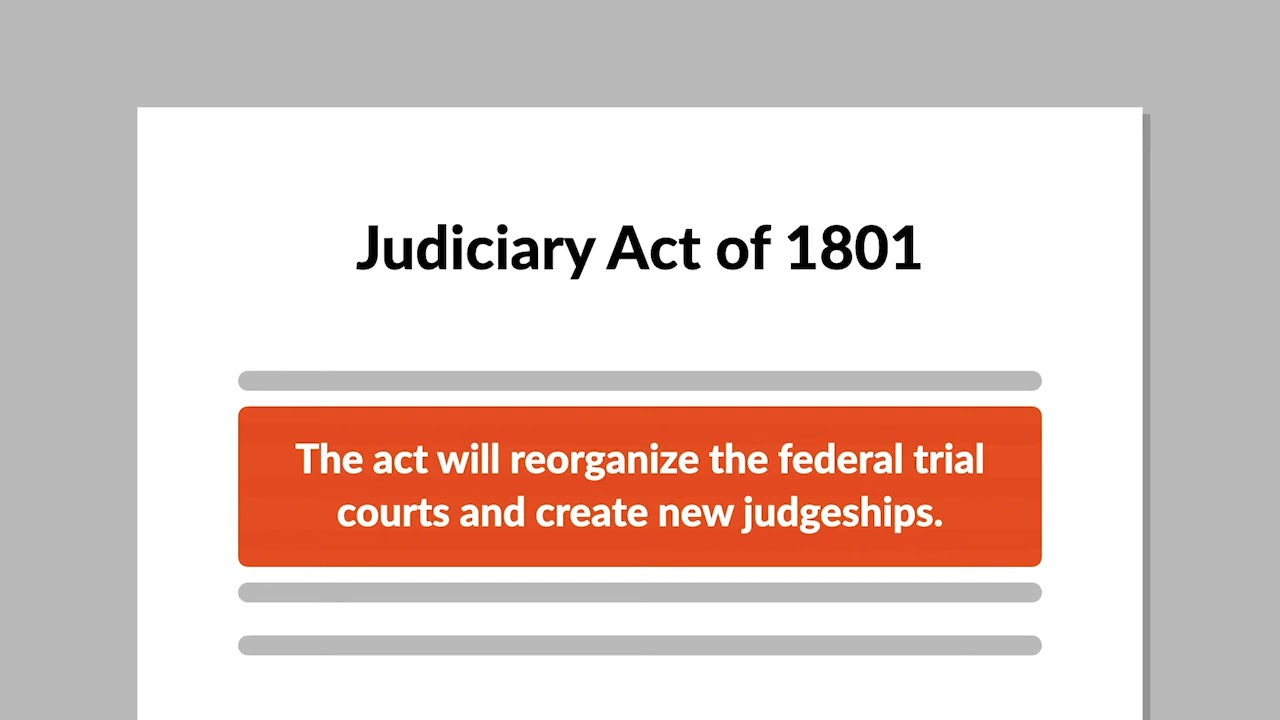 Judiciary Act of 1801
The act will reorganize the federal trial
courts and create new judgeships.